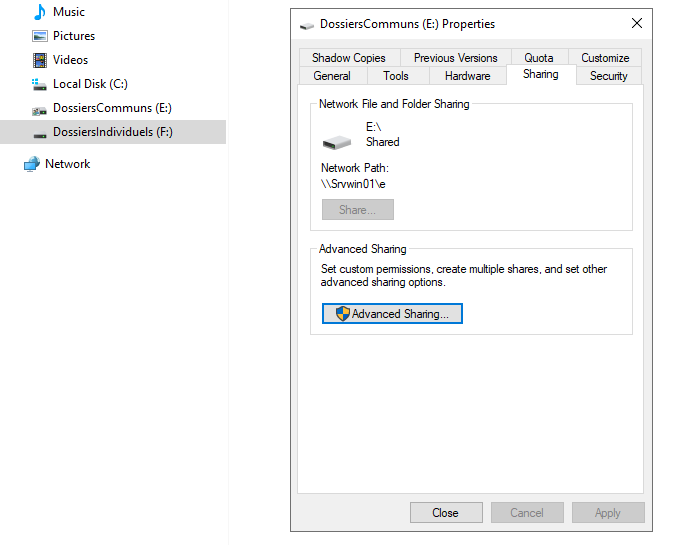 Music
Pictures
Videos
Local Disk (C:)
DossiersCommuns (E:)
DossiersIndividuels (F:)
Network
DossiersCommuns (E:) Properties
Shadow Copies Previous Versions Quota Customize
General Tools Hardware Sharing Security
Network File and Folder Sharing
E:\
Shared
Network Path:
\\Srvwin01\e
Share...
Advanced Sharing
Set custom permissions, create multiple shares, and set other
advanced sharing options.
Advanced Sharing...
Close Cancel Apply